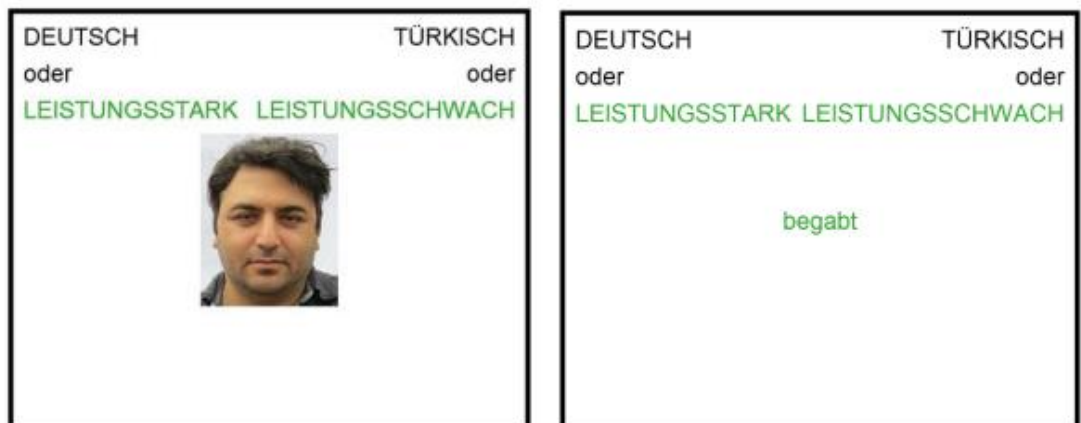 DEUTSCH TÜRKISCH
oder oder
LEISTUNGSSTARK LEISTUNGSSCHWACH
DEUTSCH TÜRKISCH
oder oder
LEISTUNGSSTARK LEISTUNGSSCHWACH
begabt